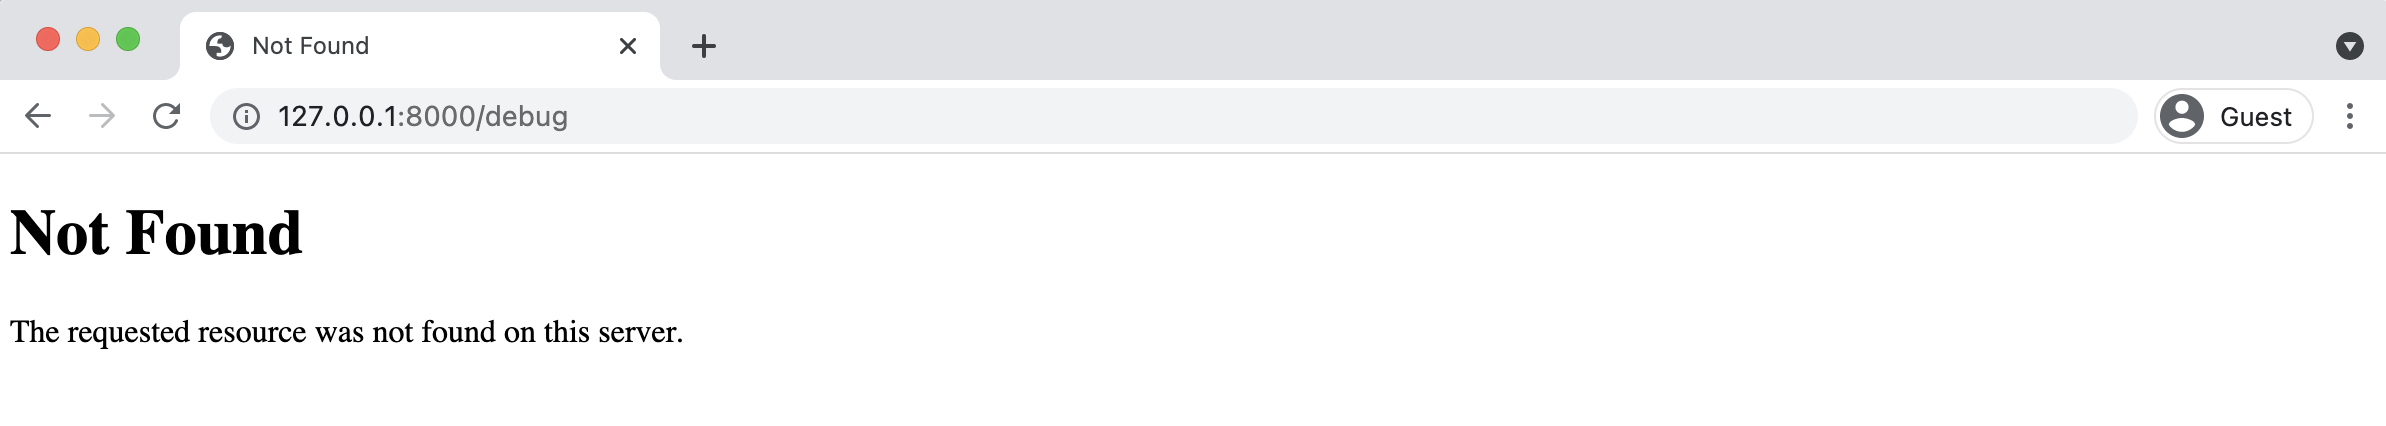 Not Found
127.0.0.1:8000/debug
Guest
Not Found
The requested resource was not found on this server.